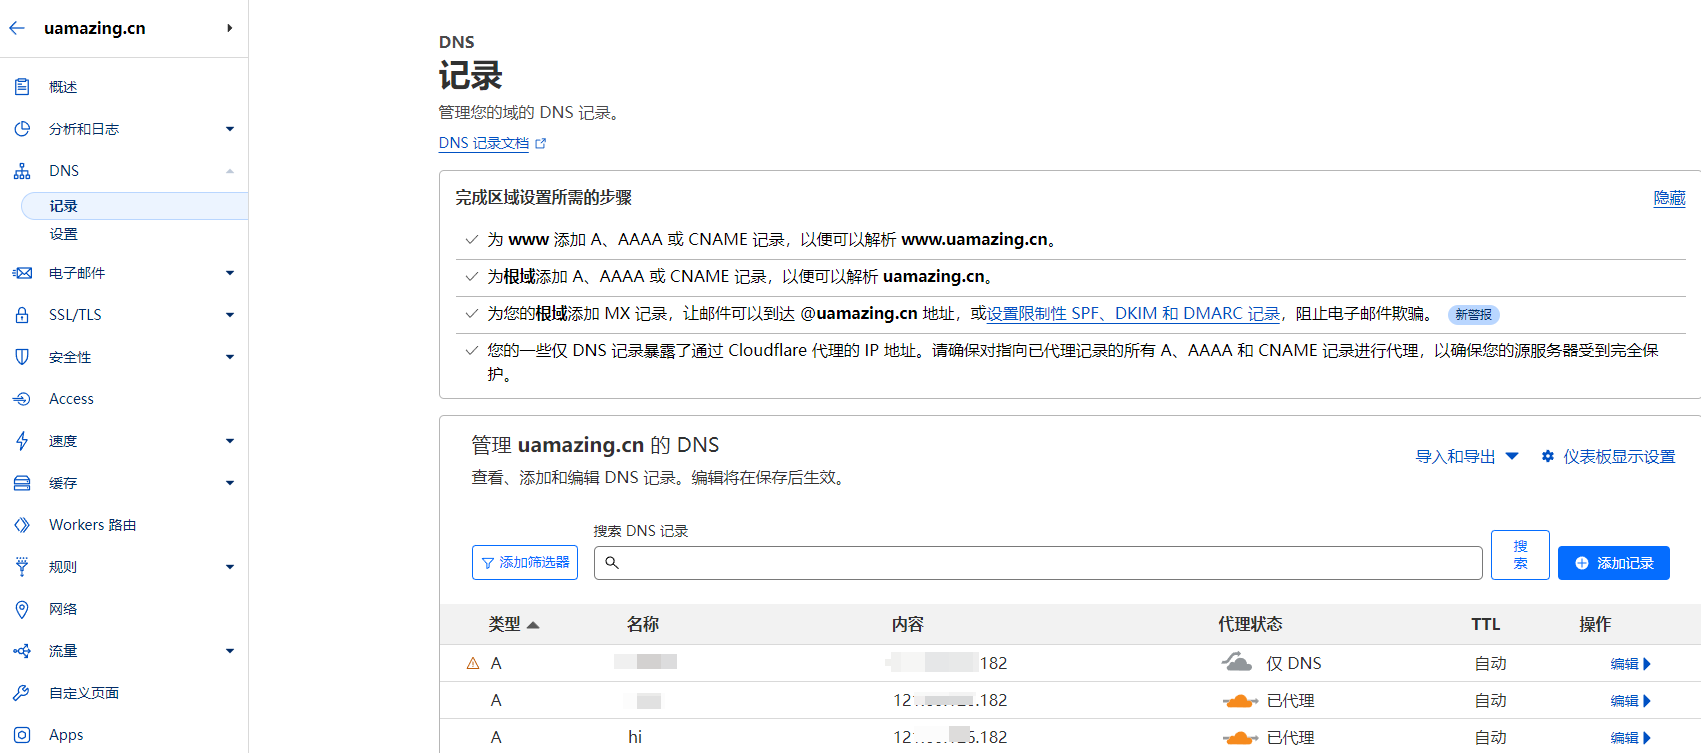 uamazing.cn
概述
分析和日志
DNS
记录
设置
电子邮件
SSL/TLS
安全性
Access
速度
缓存
Workers 路由
规则
网络
流量
自定义页面
Apps
DNS
记录
管理您的域的 DNS 记录。
DNS 记录文档
完成区域设置所需的步骤
隐藏
为 www 添加 A、AAAA 或 CNAME 记录，以便可以解析 www.uamazing.cn。
为根域添加 A、AAAA 或 CNAME 记录，以便可以解析 uamazing.cn。
为您的根域添加 MX 记录，让邮件可以到达 @uamazing.cn 地址，或设置限制性 SPF、DKIM 和 DMARC 记录，阻止电子邮件欺骗。 新警报
您的一些仅 DNS 记录暴露了通过 Cloudflare 代理的 IP 地址。请确保对指向已代理记录的所有 A、AAAA 和 CNAME 记录进行代理，以确保您的源服务器受到完全保
护。
管理 uamazing.cn 的 DNS
查看、添加和编辑 DNS 记录。编辑将在保存后生效。
导入和导出 仪表板显示设置
搜索 DNS 记录
添加筛选器
搜
索
添加记录
类型 名称 内容 代理状态 TTL 操作
A .182 仅 DNS 自动 编辑
A .182 已代理 自动 编辑
A hi .182 已代理 自动 编辑